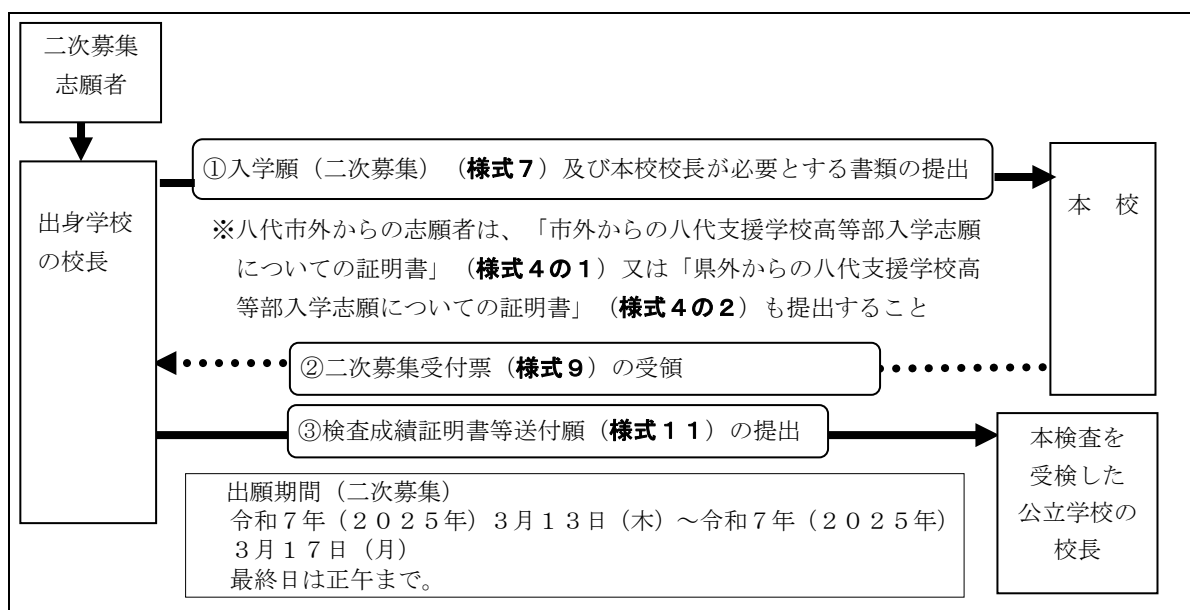 二次募集
志願者
出身学校
の校長
①入学願（二次募集）（様式７）及び本校校長が必要とする書類の提出
本　校
※八代市外からの志願者は、「市外からの八代支援学校高等部入学志願
についての証明書」（様式４の１）又は「県外からの八代支援学校高
等部入学志願についての証明書」（様式４の２）も提出すること
②二次募集受付票（様式９）の受領
③検査成績証明書等送付願（様式１１）の提出
本検査を
受検した
公立学校の
校長
出願期間（二次募集）
令和７年（２０２５年）３月１３日（木）～令和７年（２０２５年）
３月１７日（月）
最終日は正午まで。